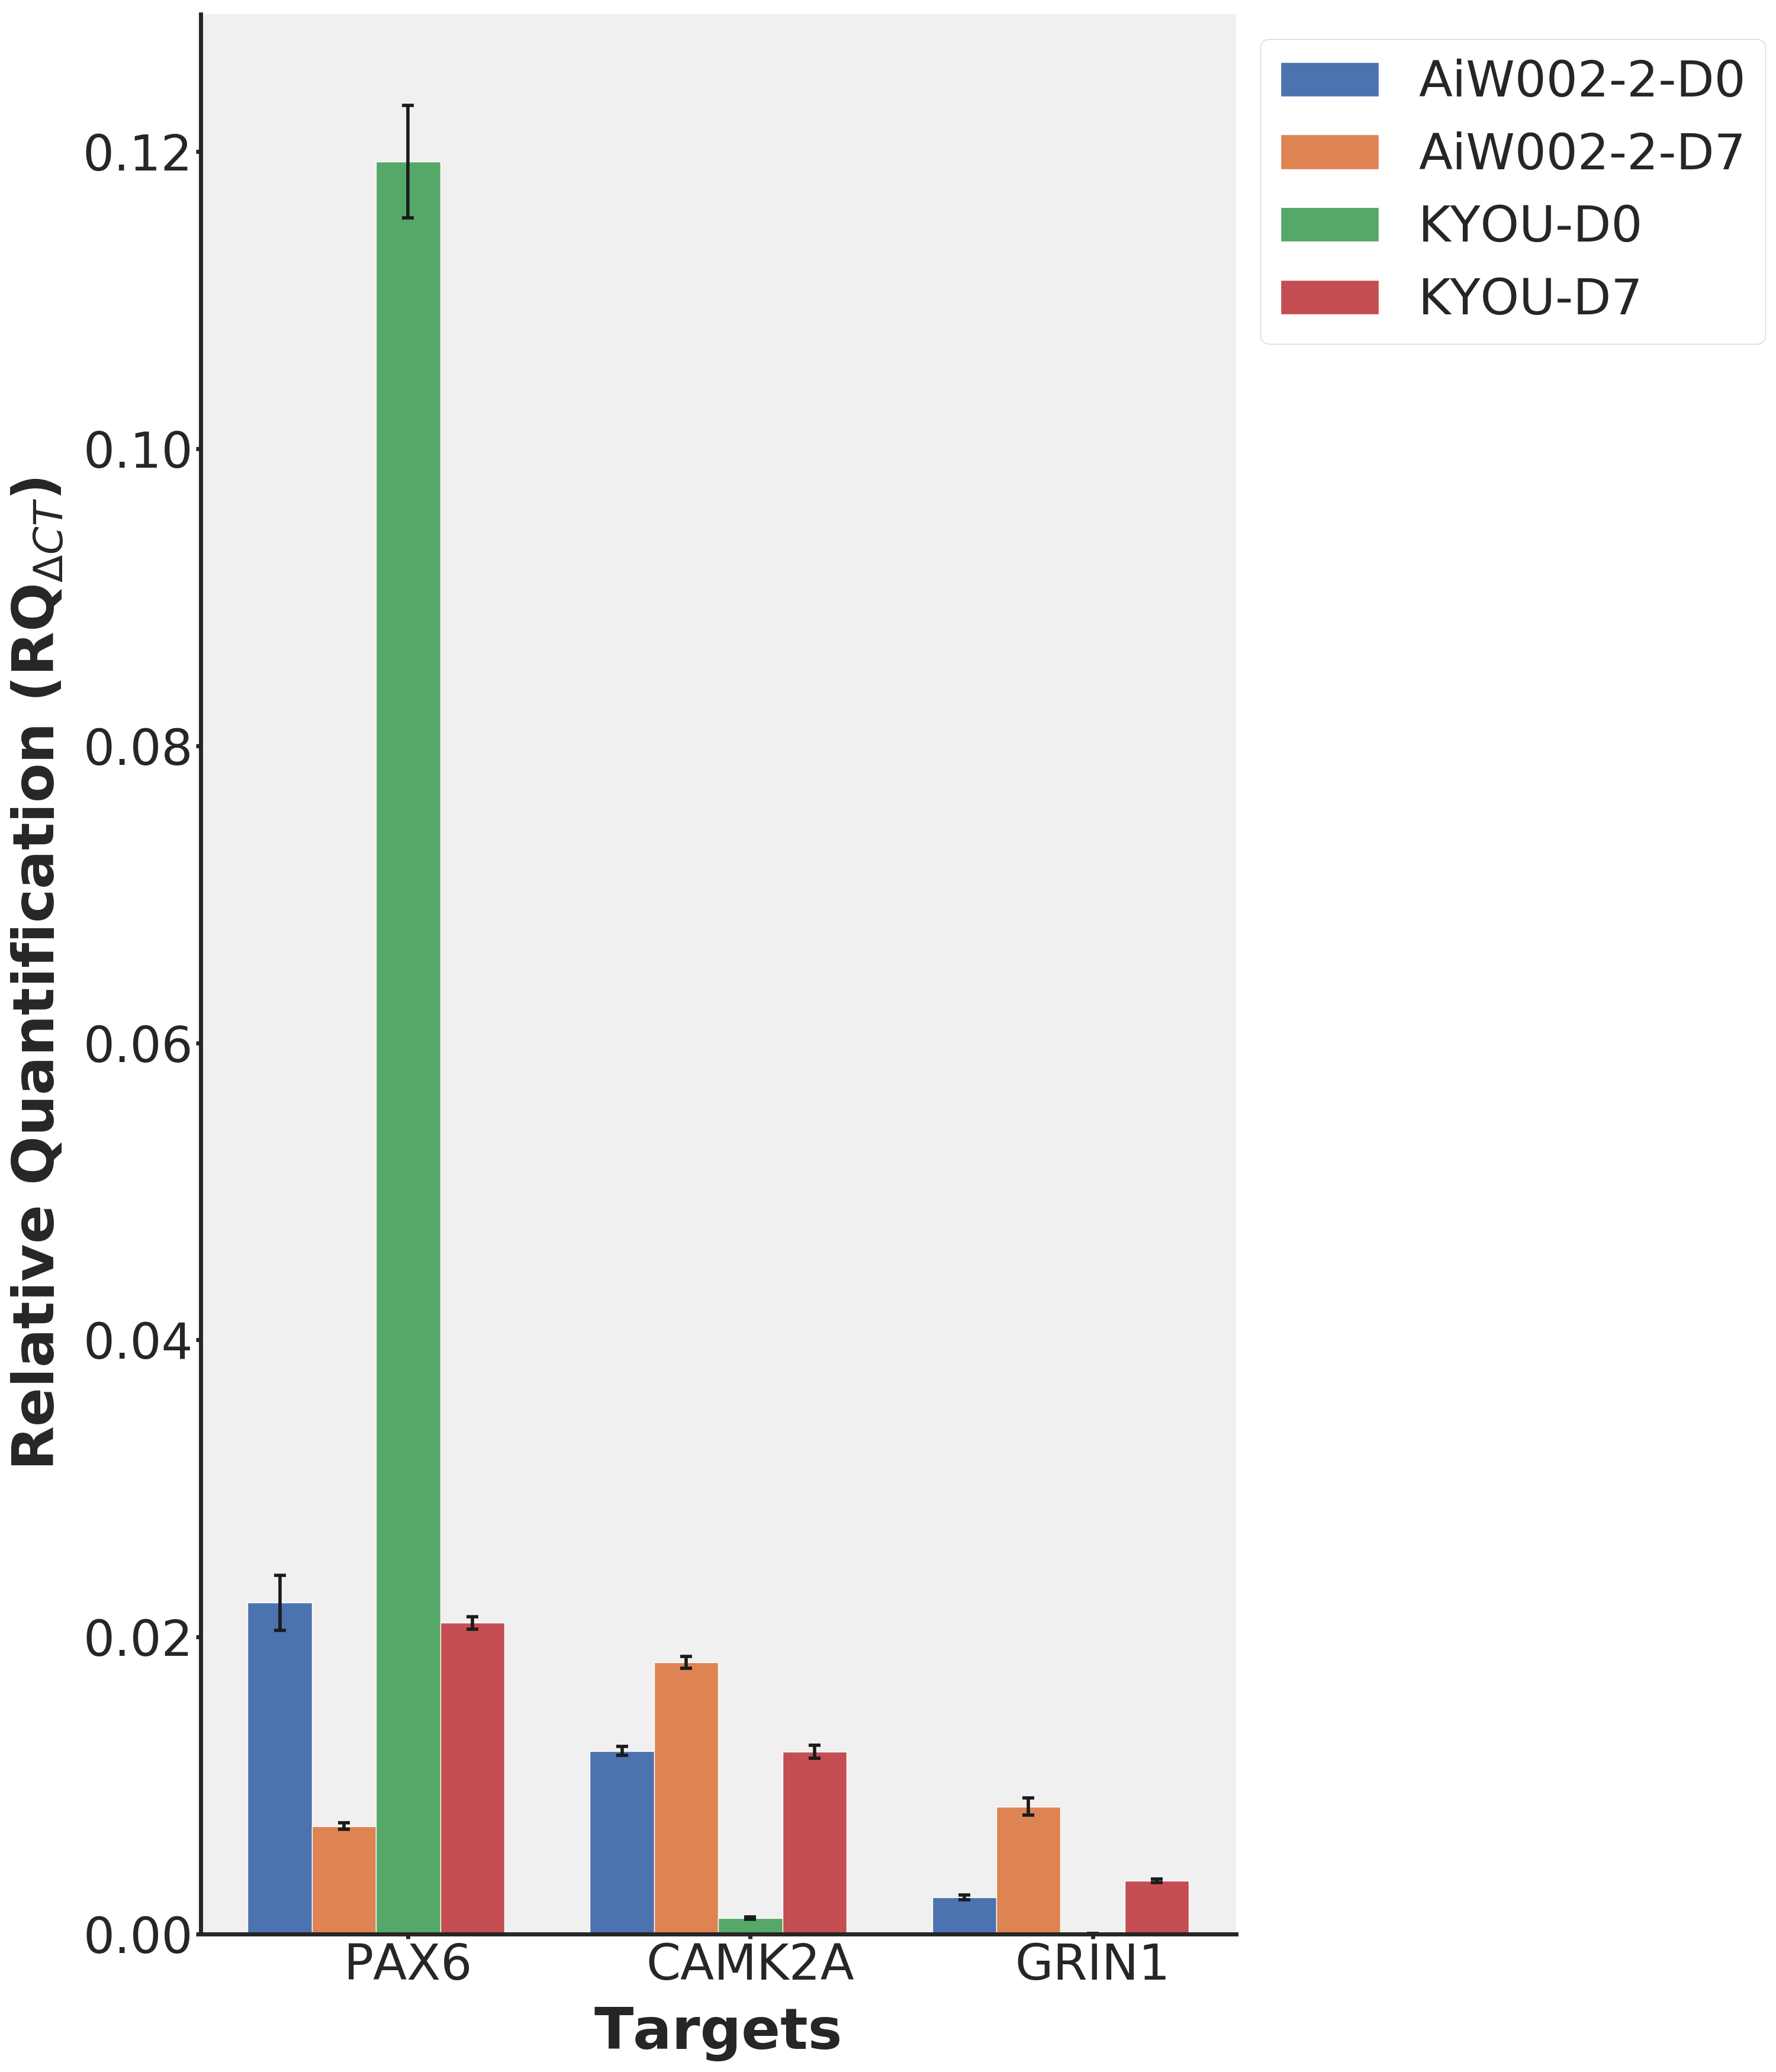 0.12
0.10
0.08
0.06
0.04
0.02
0.00
Relative Quantification (RQΔCT)
PAX6
CAMK2A
GRIN1
Targets
AiW002-2-D0
AiW002-2-D7
KYOU-D0
KYOU-D7